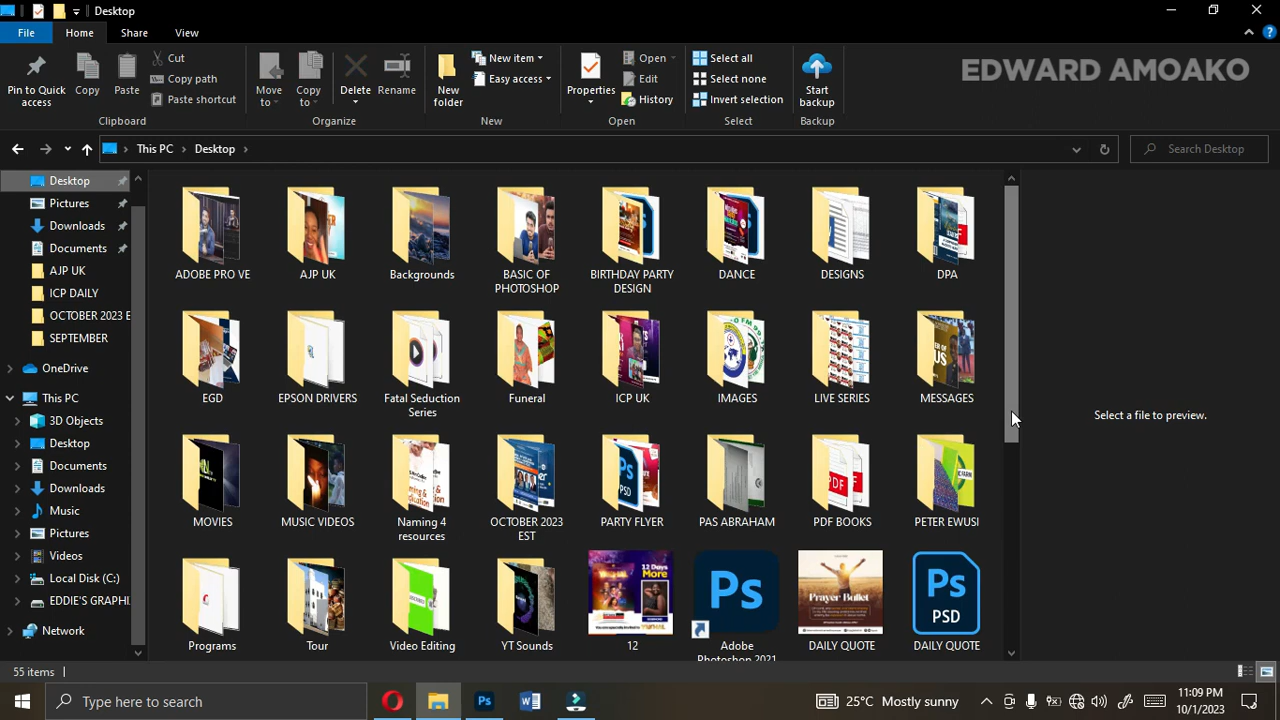 Desktop
File
Home
Share
View
EDWARD AMOAKO
Pin to Quick access
Copy
Paste
Cut
Copy path
Paste shortcut
Move to
Copy to
Delete
Rename
New folder
New item
Easy access
Properties
Open
Edit
History
Select all
Select none
Invert selection
Start backup
Clipboard
Organize
New
Open
Select
Backup
This PC
Desktop
Search Desktop
Desktop
Pictures
Downloads
Documents
AJP UK
ICP DAILY
OCTOBER 2023 E
SEPTEMBER
OneDrive
This PC
3D Objects
Desktop
Documents
Downloads
Music
Pictures
Videos
Local Disk (C:)
EDDIE'S GRAPHI
Network
ADOBE PRO VE
AJP UK
Backgrounds
BASIC OF PHOTOSHOP
BIRTHDAY PARTY DESIGN
DANCE
DESIGNS
DPA
EGD
EPSON DRIVERS
Fatal Seduction Series
Funeral
ICP UK
IMAGES
LIVE SERIES
MESSAGES
MOVIES
MUSIC VIDEOS
Naming 4 resources
OCTOBER 2023 EST
Ps
PSD
PARTY FLYER
PAS ABRAHAM
PDF
PDF BOOKS
PETER EWUSI
Programs
Tour
Video Editing
YT Sounds
12 Days
More
12
Ps
Adobe Photoshop 2021
Prayer Bullet
DAILY QUOTE
Ps
PSD
DAILY QUOTE
Select a file to preview.
55 items
Type here to search
25°C Mostly sunny
11:09 PM
10/1/2023